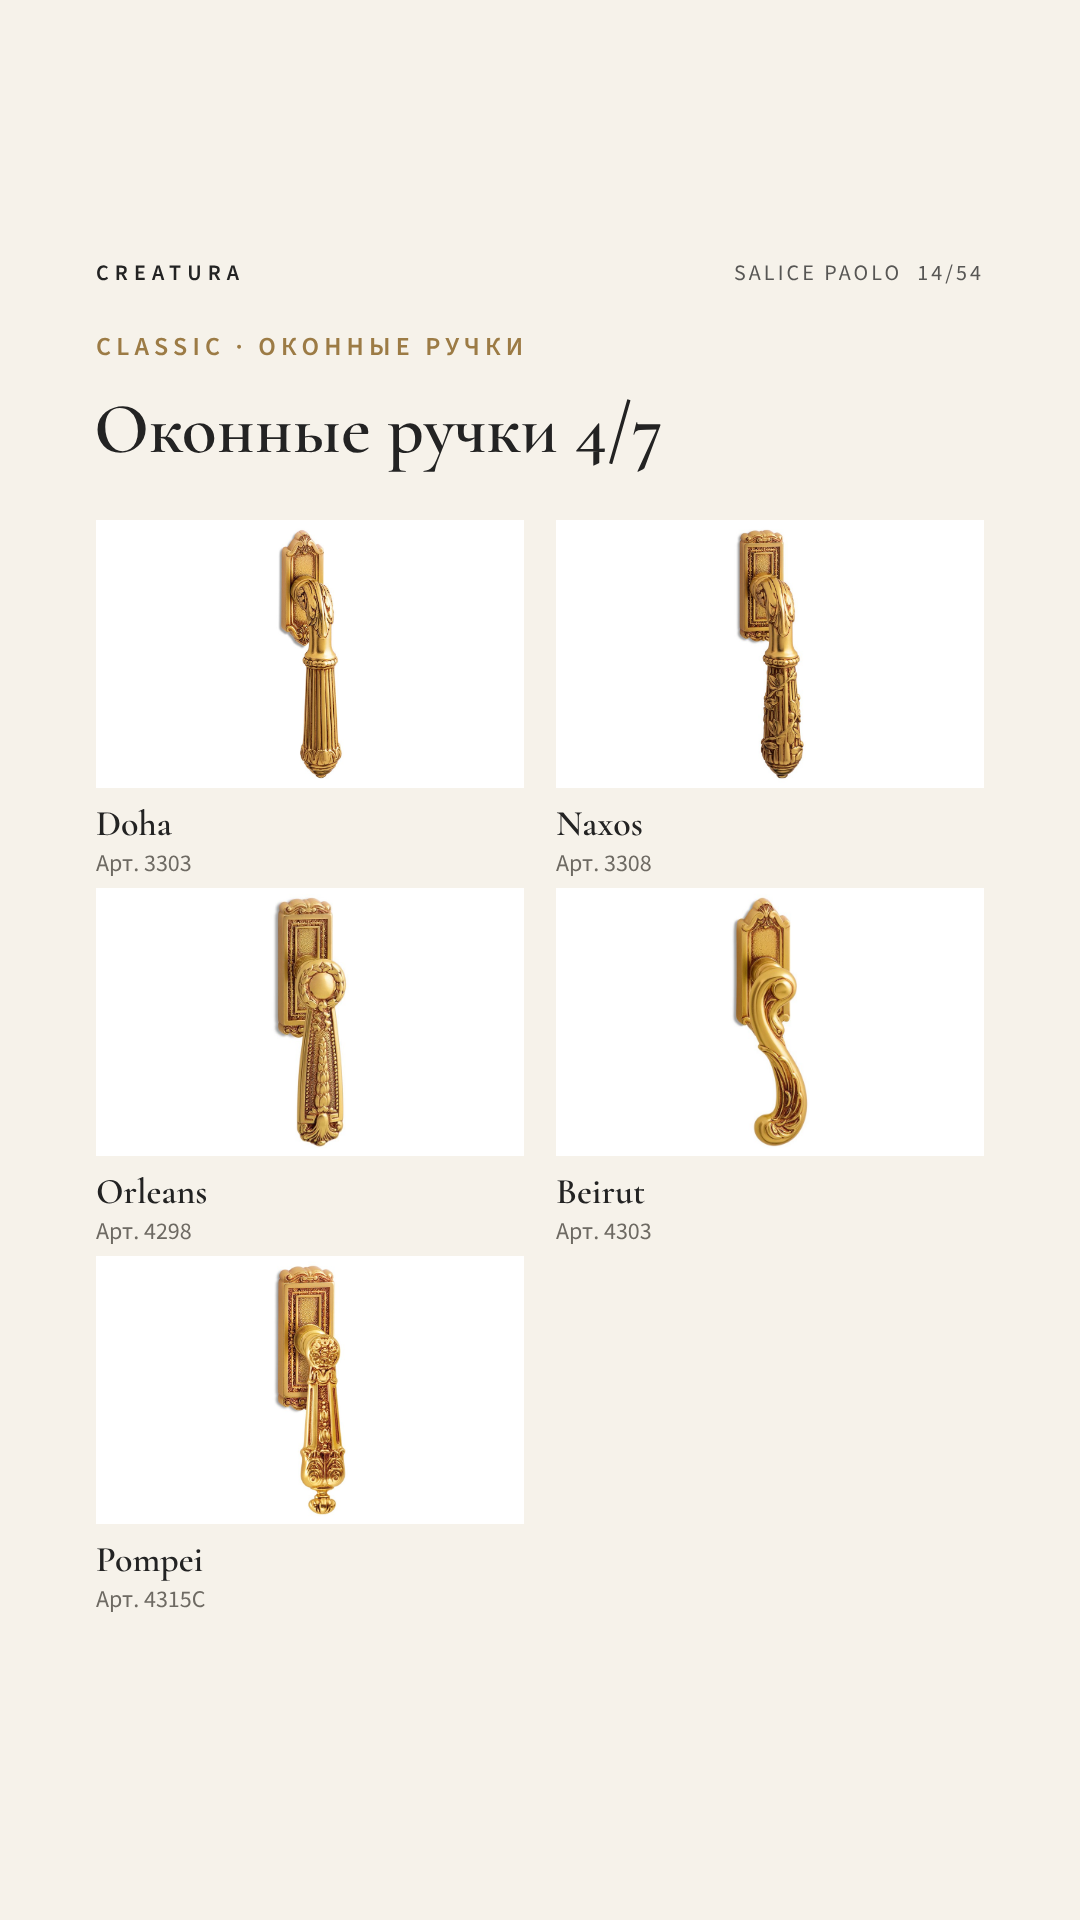 CREATURA
SALICE PAOLO 14/54
CLASSIC · ОКОННЫЕ РУЧКИ
Оконные ручки 4/7
Doha
Арт. 3303
Naxos
Арт. 3308
Orleans
Арт. 4298
Beirut
Арт. 4303
Pompei
Арт. 4315C